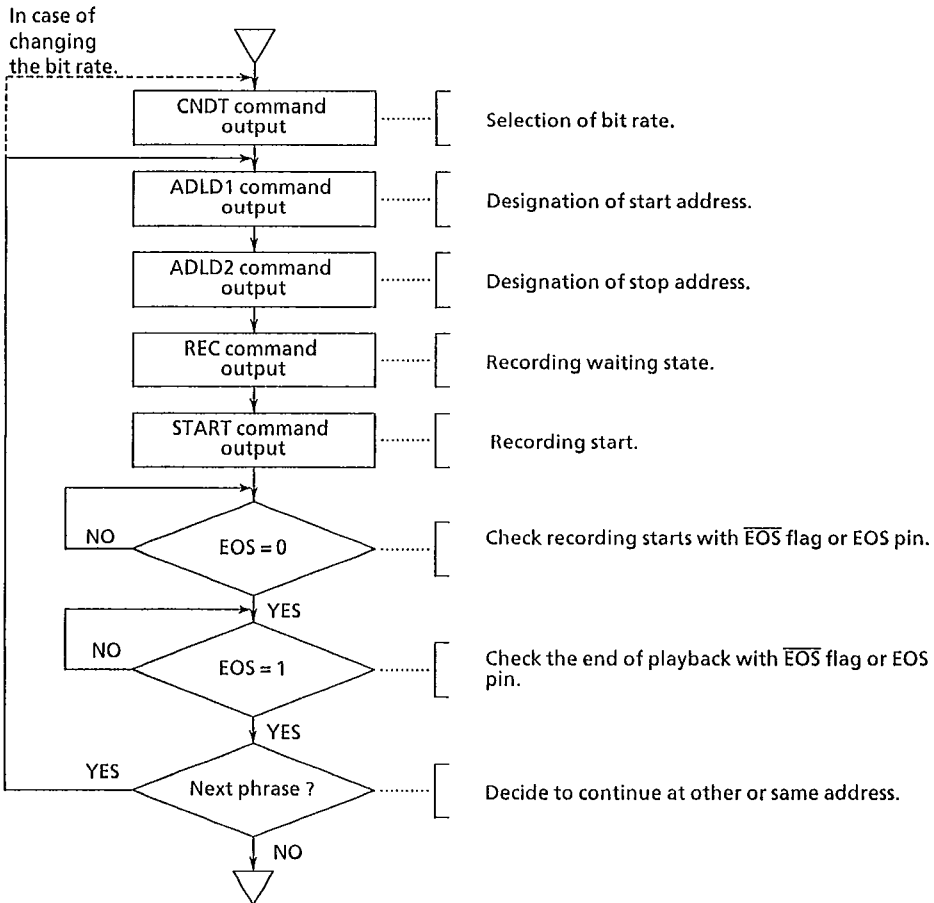 In case of
changing
the bit rate.
CNDT command
output
Selection of bit rate.
ADLD1 command
output
Designation of start address.
ADLD2 command
output
Designation of stop address.
REC command
output
Recording waiting state.
START command
output
Recording start.
NO
EOS = 0
Check recording starts with E̅O̅S̅ flag or EOS pin.
YES
NO
EOS = 1
Check the end of playback with E̅O̅S̅ flag or EOS
pin.
YES
YES
Next phrase ?
Decide to continue at other or same address.
NO